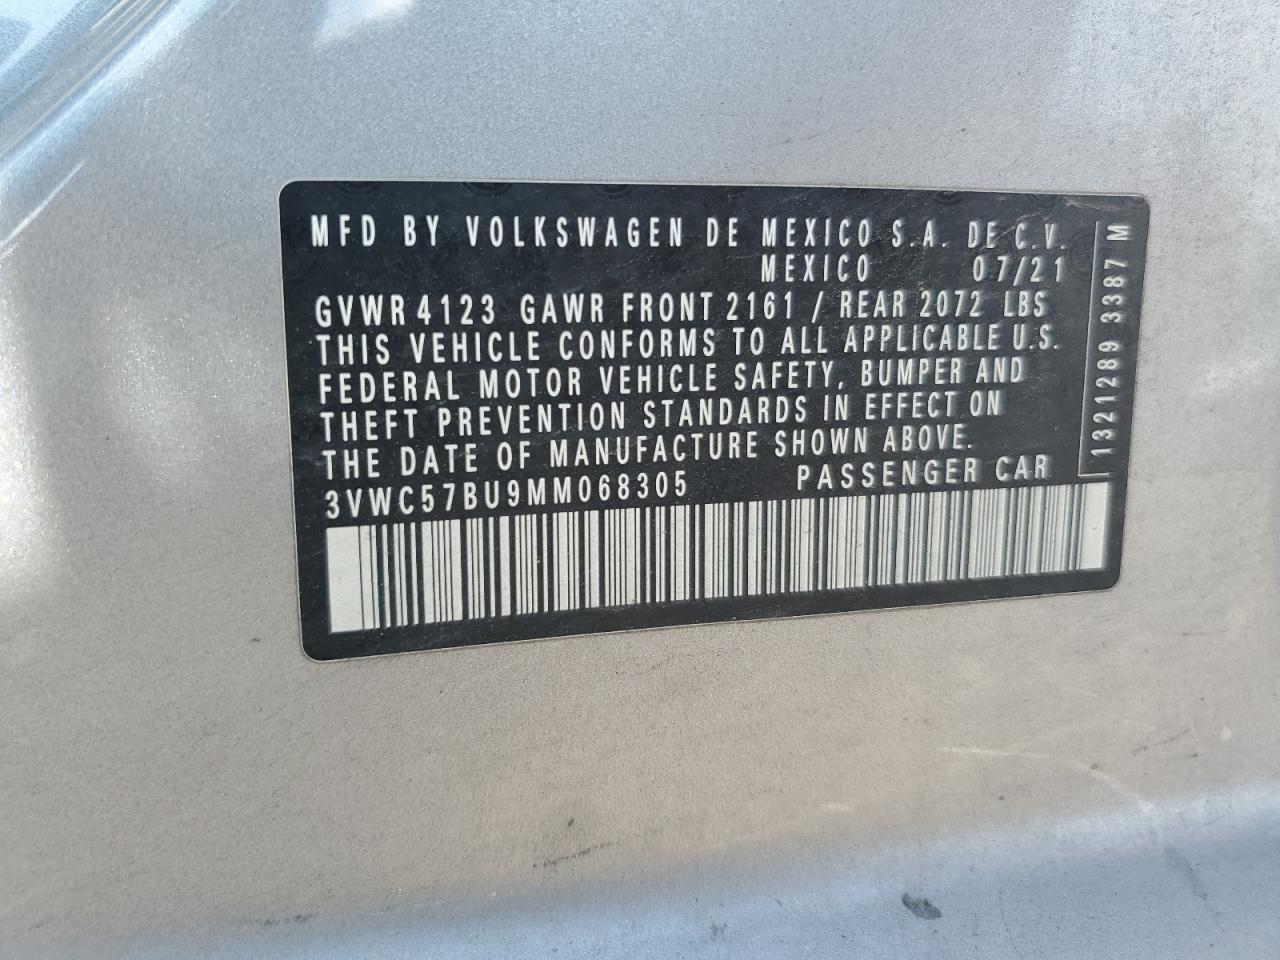 MFD BY VOLKSWAGEN DE MEXICO S.A. DE C.V.
MEXICO 07/21
GVWR 4123 GAWR FRONT 2161 / REAR 2072 LBS
THIS VEHICLE CONFORMS TO ALL APPLICABLE U.S.
FEDERAL MOTOR VEHICLE SAFETY, BUMPER AND
THEFT PREVENTION STANDARDS IN EFFECT ON
THE DATE OF MANUFACTURE SHOWN ABOVE.
3VWC57BU9MM068305 PASSENGER CAR
1321289 3387 M